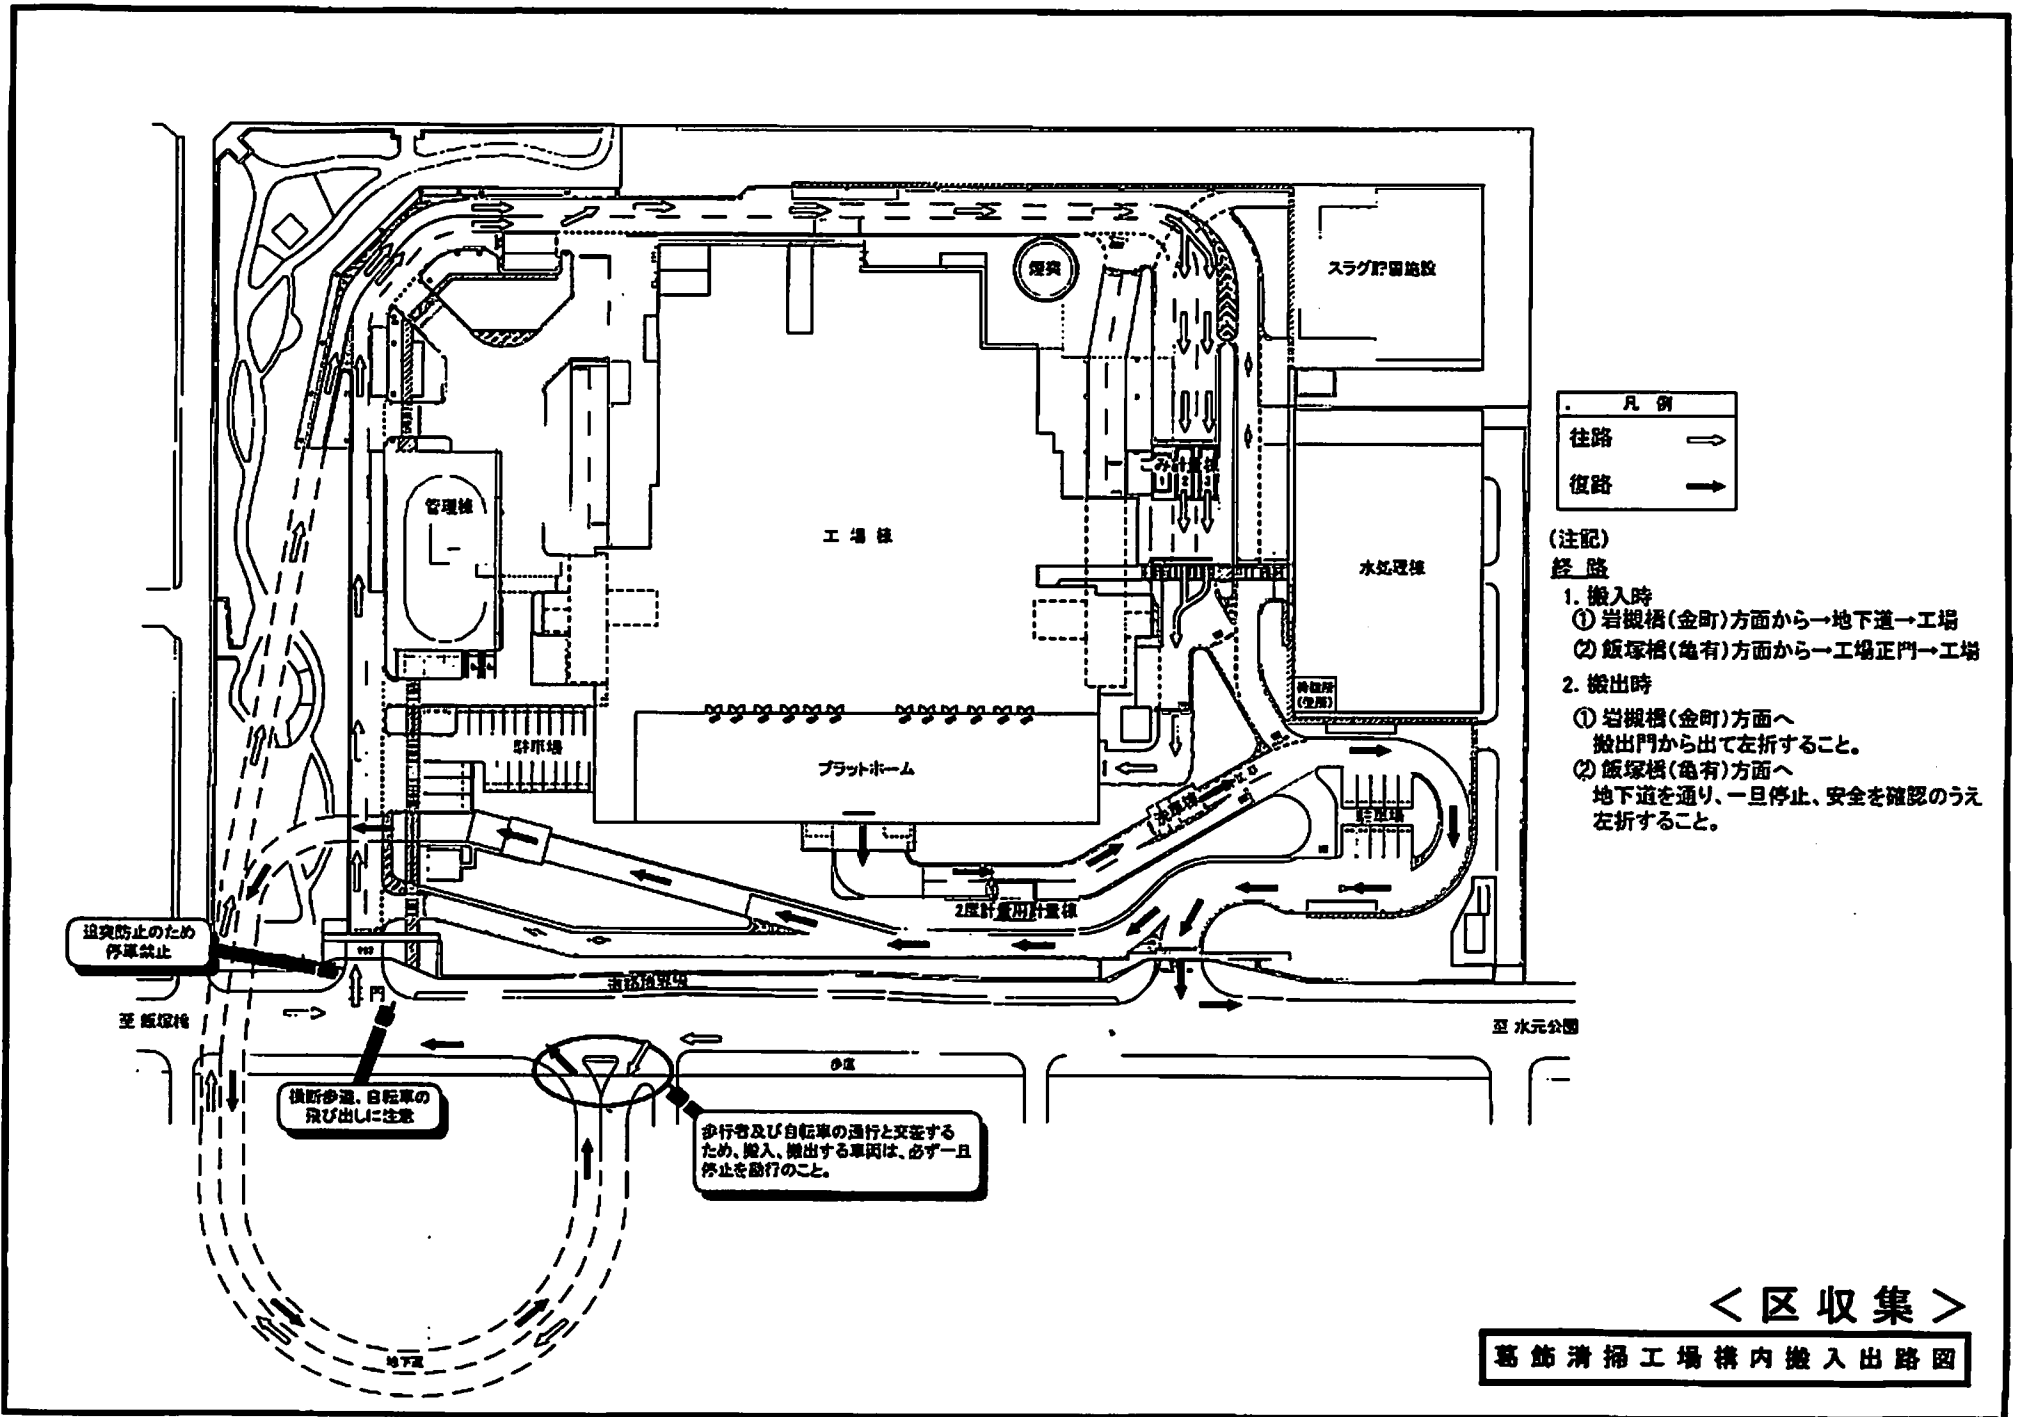 煙突
スラグ貯留施設
凡例
往路
復路
管理棟
工場棟
水処理棟
(注記)
経路
1. 搬入時
① 岩槻橋(金町)方面から→地下道→工場
② 飯塚橋(亀有)方面から→工場正門→工場
2. 搬出時
① 岩槻橋(金町)方面へ
搬出門から出て左折すること。
② 飯塚橋(亀有)方面へ
地下道を通り、一旦停止、安全を確認のうえ
左折すること。
駐車場
プラットホーム
洗車棟
駐車場
2度計量用計量棟
追突防止のため
停車禁止
至 飯塚橋
至 水元公園
歩道
横断歩道、自転車の
飛び出しに注意
歩行者及び自転車の通行と交差する
ため、搬入、搬出する車両は、必ず一旦
停止を励行のこと。
地下道
<区収集>
葛飾清掃工場構内搬入出路図